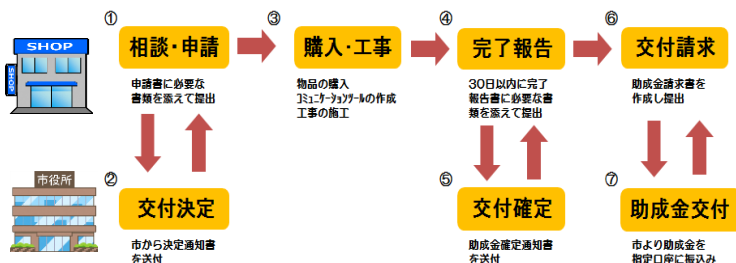 SHOP
SHOP
① 相談・申請
申請書に必要な
書類を添えて提出
③ 購入・工事
物品の購入
コミュニケーションツールの作成
工事の施工
④ 完了報告
30日以内に完了
報告書に必要な書
類を添えて提出
⑥ 交付請求
助成金請求書を
作成し提出
市役所
② 交付決定
市から決定通知書
を送付
⑤ 交付確定
助成金確定通知書
を送付
⑦ 助成金交付
市より助成金を
指定口座に振込み